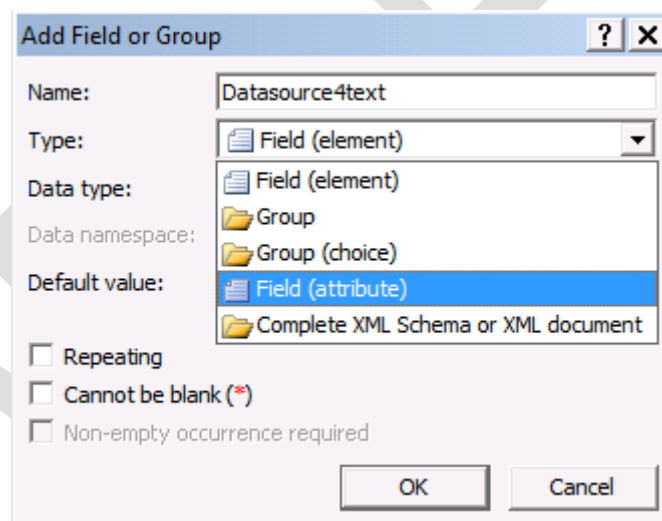 Add Field or Group
Name: Datasource4text
Type: Field (element)
Data type: Field (element)
Group
Data namespace:
Group (choice)
Default value: Field (attribute)
Complete XML Schema or XML document
Repeating
Cannot be blank (*)
Non-empty occurrence required
OK Cancel